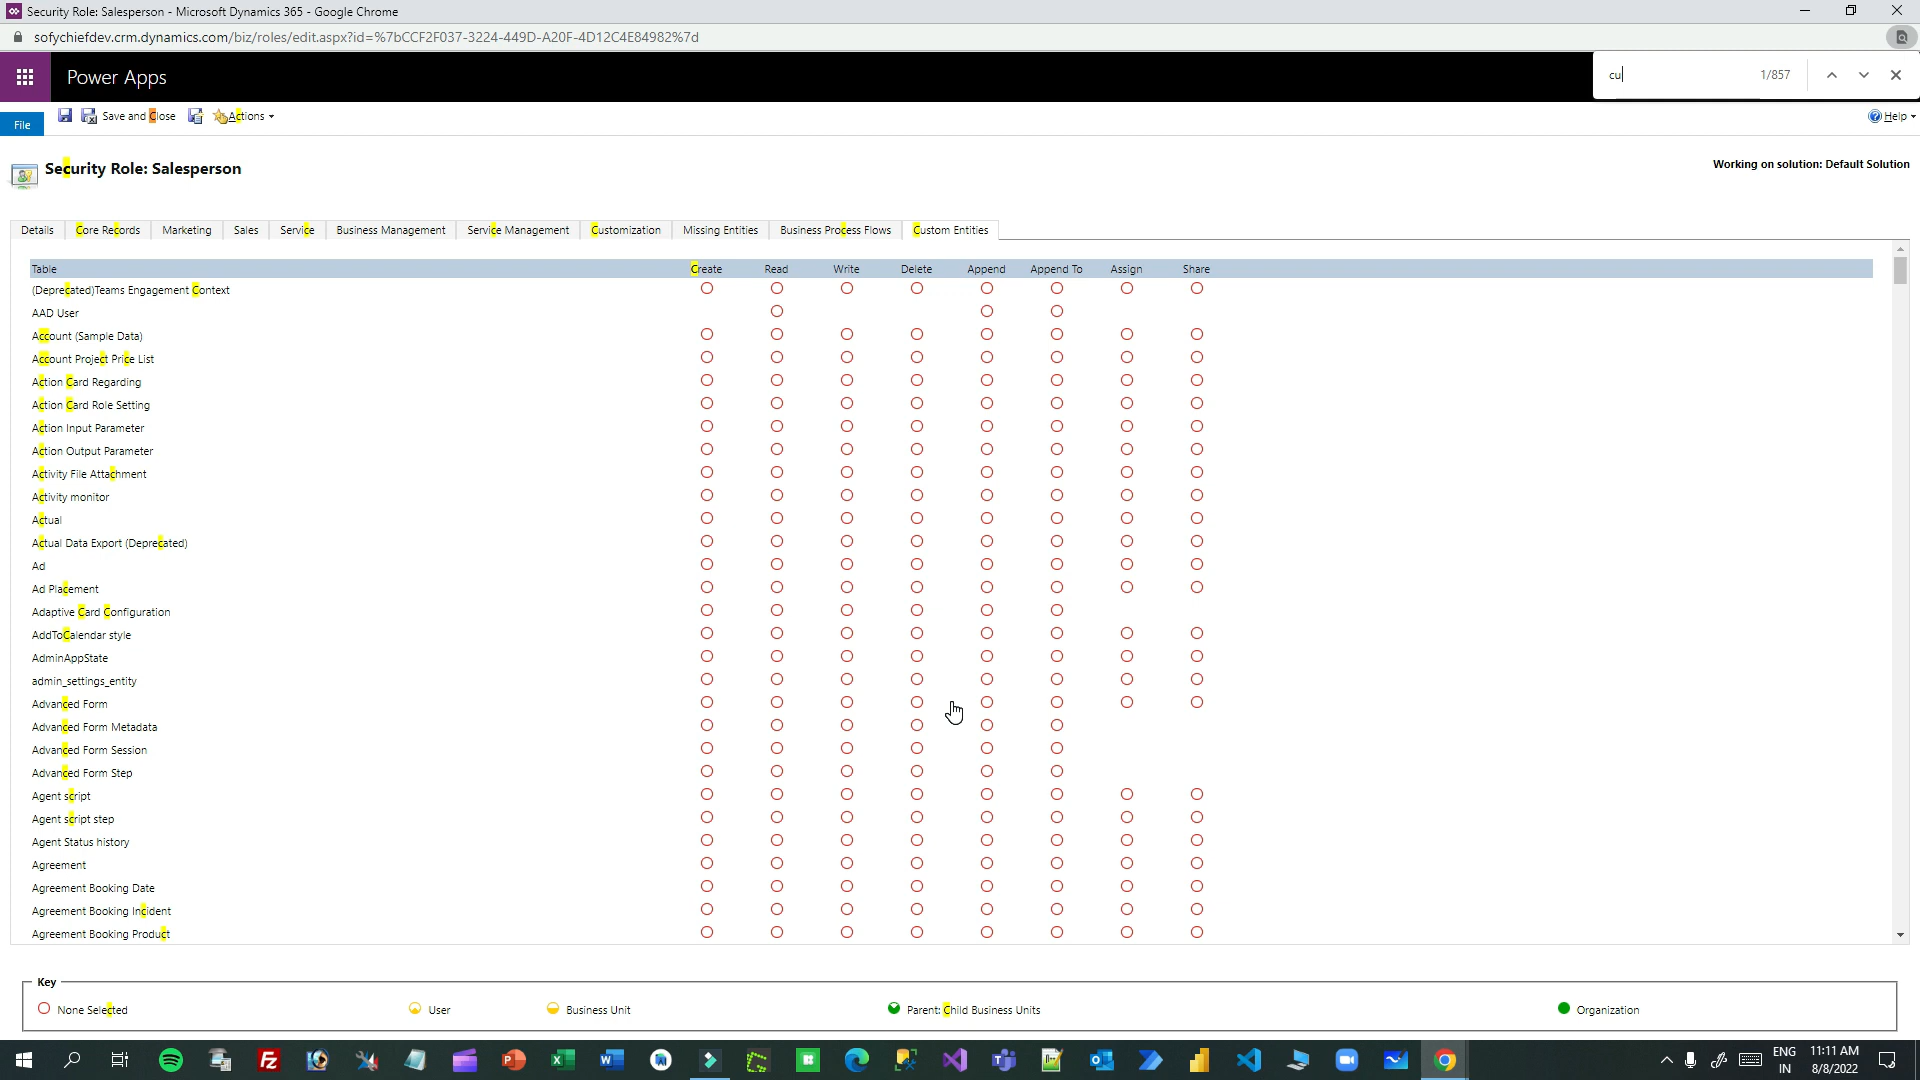 Security Role: Salesperson - Microsoft Dynamics 365 - Google Chrome
sofychiefdev.crm.dynamics.com/biz/roles/edit.aspx?id=%7bCCF2F037-3224-449D-A20F-4D12C4E84982%7d
Power Apps
cu 1/857
File Save and Close Actions Help
Security Role: Salesperson
Working on solution: Default Solution
Details Core Records Marketing Sales Service Business Management Service Management Customization Missing Entities Business Process Flows Custom Entities
Table Create Read Write Delete Append Append To Assign Share
(Deprecated)Teams Engagement Context
AAD User
Account (Sample Data)
Account Project Price List
Action Card Regarding
Action Card Role Setting
Action Input Parameter
Action Output Parameter
Activity File Attachment
Activity monitor
Actual
Actual Data Export (Deprecated)
Ad
Ad Placement
Adaptive Card Configuration
AddToCalendar style
AdminAppState
admin_settings_entity
Advanced Form
Advanced Form Metadata
Advanced Form Session
Advanced Form Step
Agent script
Agent script step
Agent Status history
Agreement
Agreement Booking Date
Agreement Booking Incident
Agreement Booking Product
Key
None Selected User Business Unit Parent: Child Business Units Organization
ENG 11:11 AM
IN 8/8/2022